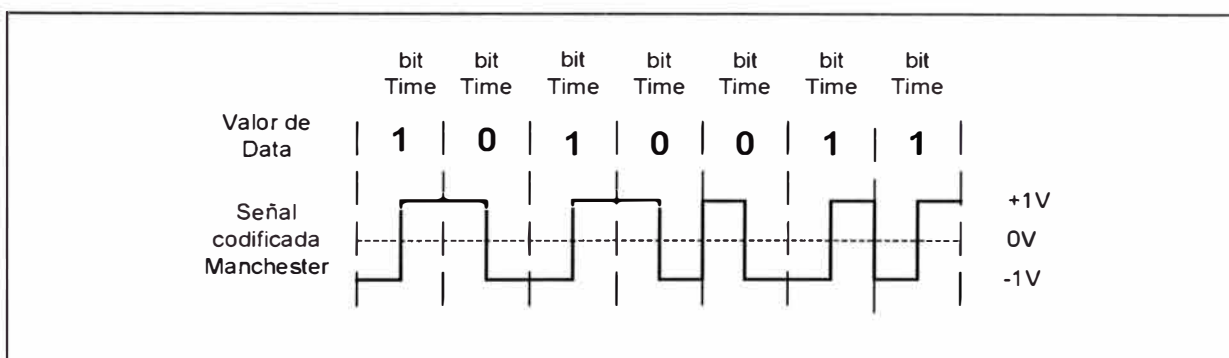 bit bit bit bit bit bit bit
Time Time Time Time Time Time Time
Valor de
Data
1 0 1 0 0 1 1
Señal
codificada
Manchester
+1V
0V
-1V